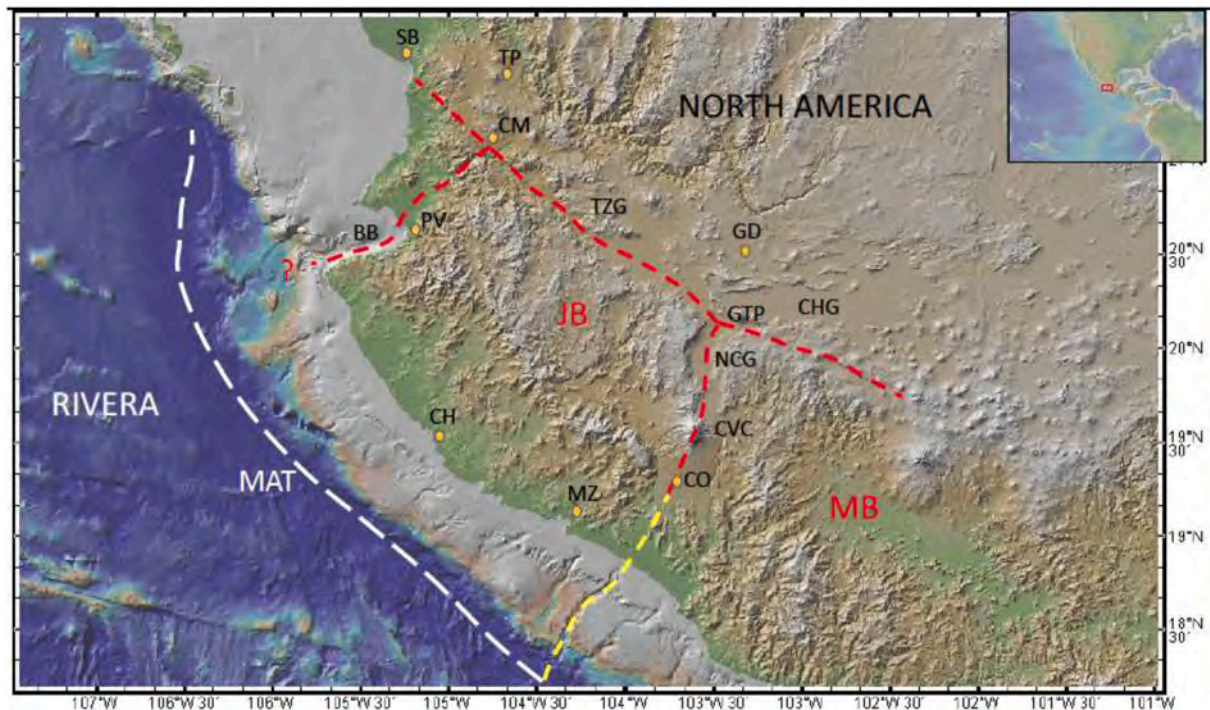 SB
TP
NORTH AMERICA
CM
TZG
PV
BB
GD
?
JB
GTP
CHG
NCG
RIVERA
CH
CVC
MAT
CO
MZ
MB
20°N
30'
20°N
19°N
30'
19°N
18°N
30'
107°W 106°W 30' 106°W 105°W 30' 105°W 104°W 30' 104°W 103°W 30' 103°W 102°W 30' 102°W 101°W 30' 101°W